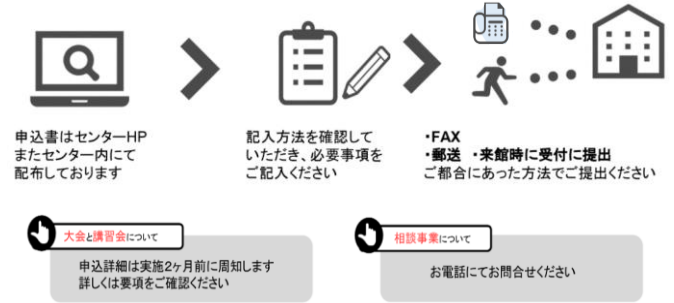 申込書はセンターHP
またセンター内にて
配布しております
記入方法を確認して
いただき、必要事項を
ご記入ください
・FAX
・郵送　・来館時に受付に提出
ご都合にあった方法でご提出ください
大会と講習会について
申込詳細は実施2ヶ月前に周知します
詳しくは要項をご確認ください
相談事業について
お電話にてお問合せください